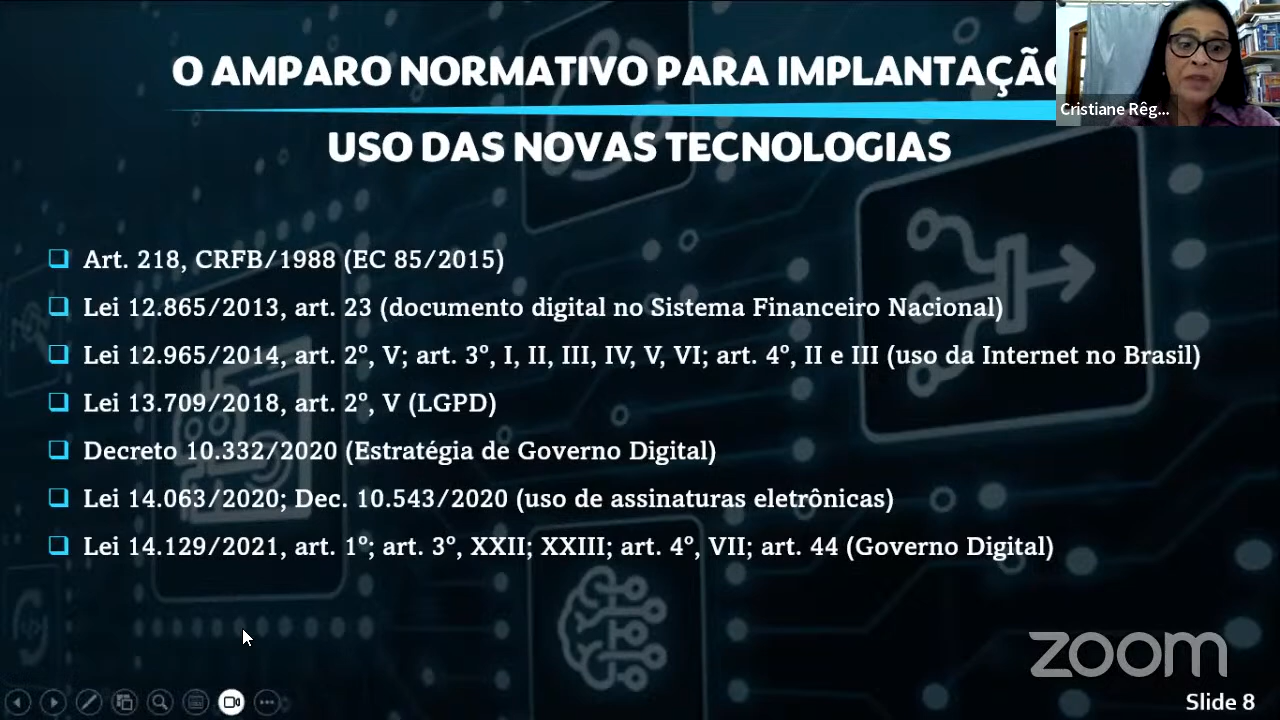 O AMPARO NORMATIVO PARA IMPLANTAÇÃO
USO DAS NOVAS TECNOLOGIAS
Cristiane Rêg...
Art. 218, CRFB/1988 (EC 85/2015)
Lei 12.865/2013, art. 23 (documento digital no Sistema Financeiro Nacional)
Lei 12.965/2014, art. 2º, V; art. 3º, I, II, III, IV, V, VI; art. 4º, II e III (uso da Internet no Brasil)
Lei 13.709/2018, art. 2º, V (LGPD)
Decreto 10.332/2020 (Estratégia de Governo Digital)
Lei 14.063/2020; Dec. 10.543/2020 (uso de assinaturas eletrônicas)
Lei 14.129/2021, art. 1º; art. 3º, XXII; XXIII; art. 4º, VII; art. 44 (Governo Digital)
zoom
Slide 8